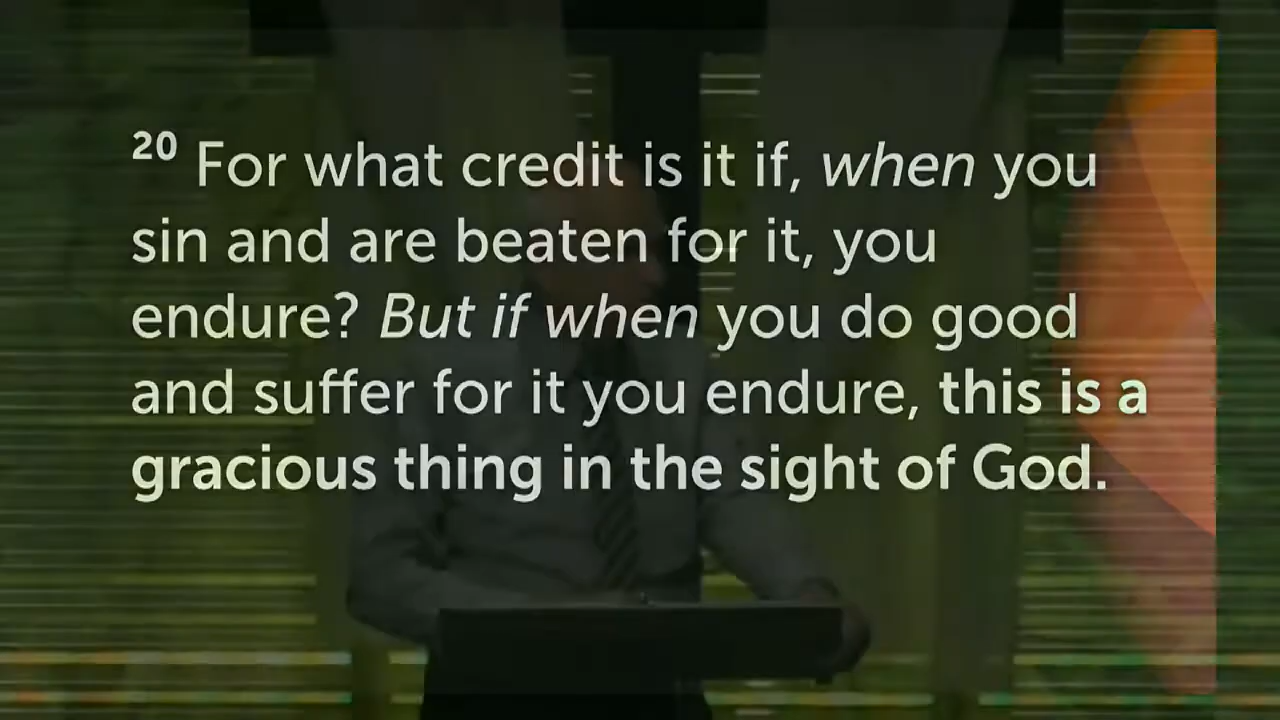 20 For what credit is it if, when you
sin and are beaten for it, you
endure? But if when you do good
and suffer for it you endure, this is a
gracious thing in the sight of God.